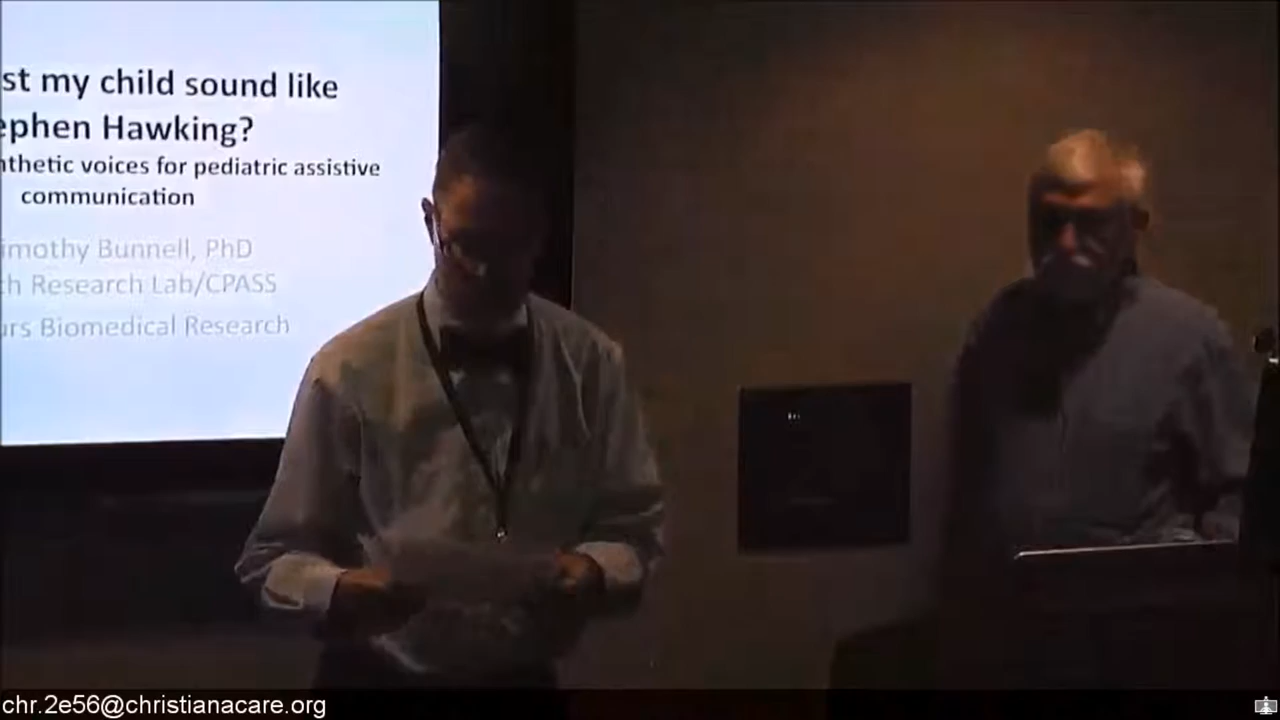 st my child sound like
ephen Hawking?
nthetic voices for pediatric assistive
communication
imothy Bunnell, PhD
ch Research Lab/CPASS
urs Biomedical Research
chr.2e56@christianacare.org